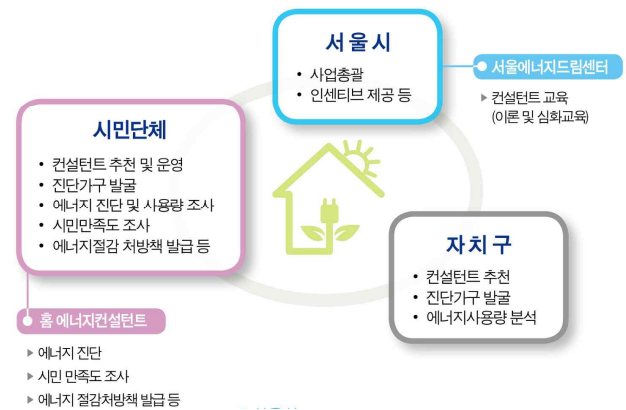 서울시
• 사업총괄
• 인센티브 제공 등
서울에너지드림센터
▶ 컨설턴트 교육
(이론 및 심화교육)
시민단체
• 컨설턴트 추천 및 운영
• 진단가구 발굴
• 에너지 진단 및 사용량 조사
• 시민만족도 조사
• 에너지절감 처방책 발급 등
자치구
• 컨설턴트 추천
• 진단가구 발굴
• 에너지사용량 분석
홈 에너지컨설턴트
▶ 에너지 진단
▶ 시민 만족도 조사
▶ 에너지 절감처방책 발급 등